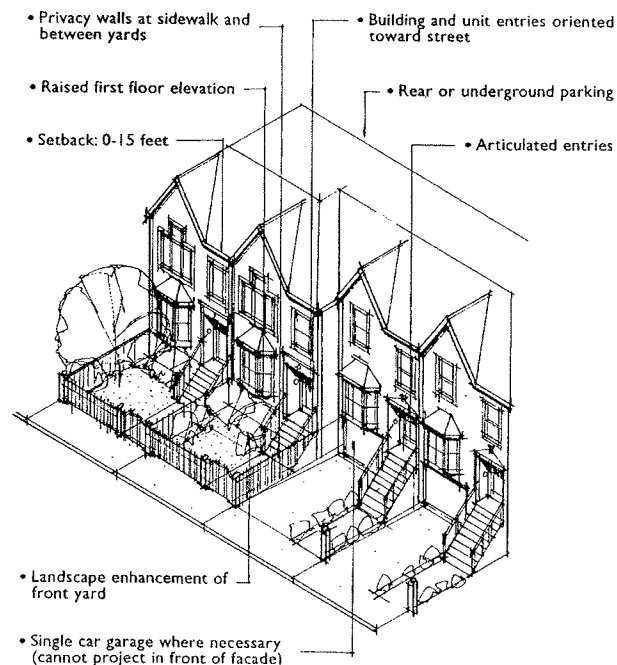 • Privacy walls at sidewalk and
between yards
• Building and unit entries oriented
toward street
• Raised first floor elevation
• Rear or underground parking
• Setback: 0-15 feet
• Articulated entries
• Landscape enhancement of
front yard
• Single car garage where necessary
(cannot project in front of facade)